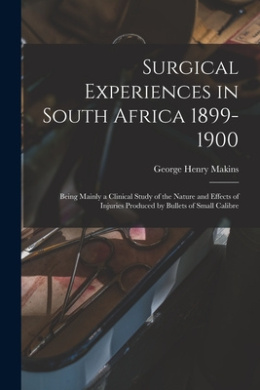 Surgical
Experiences in
South Africa 1899-
1900
George Henry Makins
Being Mainly a Clinical Study of the Nature and Effects of
Injuries Produced by Bullets of Small Calibre